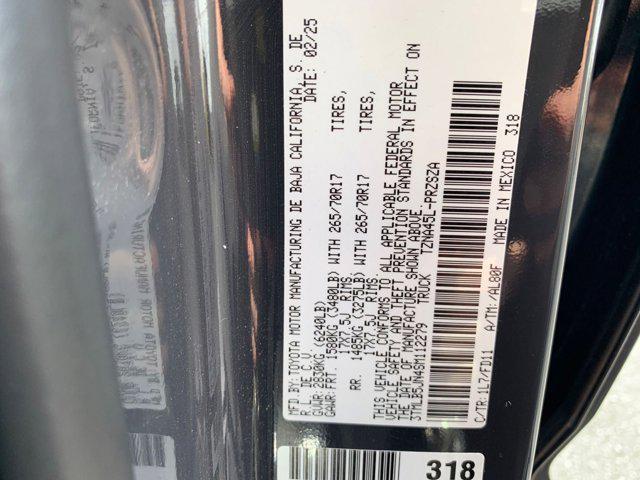 MFD. BY: TOYOTA MOTOR MANUFACTURING DE BAJA CALIFORNIA, S. DE
R. L. DE C. V. DATE: 02/25
GVWR: 2830KG (6240LB)
GAWR: FRT. 1580KG (3480LB) WITH 265/70R17 TIRES,
17X7.5J RIMS
RR. 1485KG (3275LB) WITH 265/70R17 TIRES,
17X7.5J RIMS
THIS VEHICLE CONFORMS TO ALL APPLICABLE FEDERAL MOTOR
VEHICLE SAFETY AND THEFT PREVENTION STANDARDS IN EFFECT ON
THE DATE OF MANUFACTURE SHOWN ABOVE.
3TMLB5JN4SM112279 TRUCK TZNA45L-PRZSZA
C/TR: 1L7/FD11 A/TM: /AL80F MADE IN MEXICO 318
318